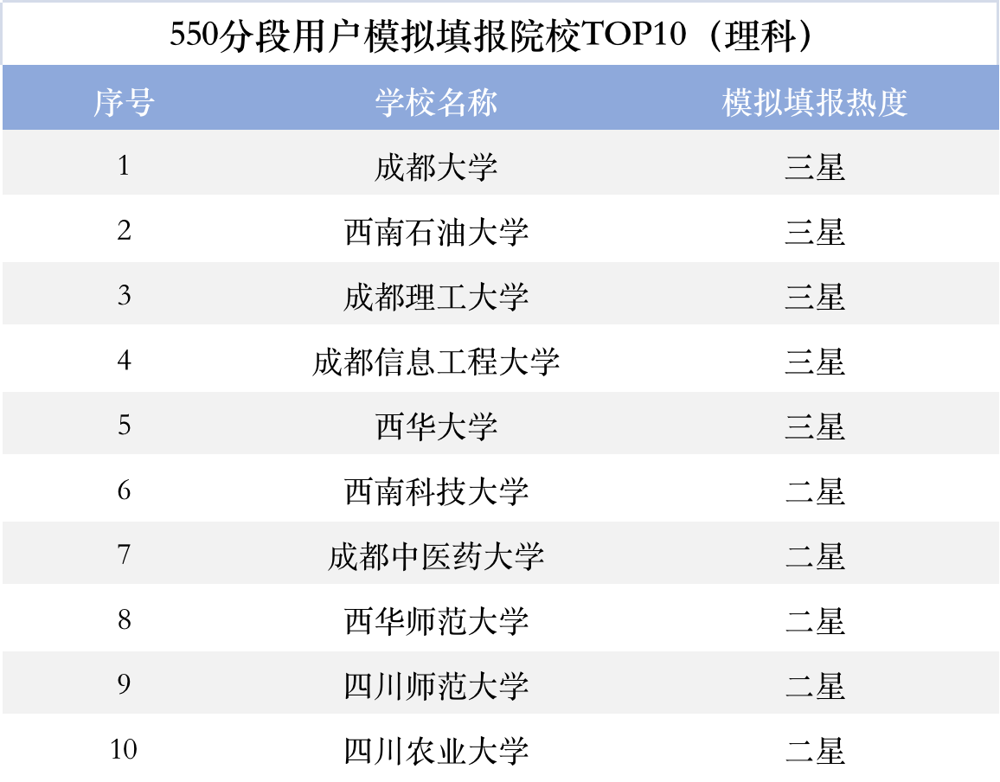 550分段用户模拟填报院校TOP10（理科）
序号 学校名称 模拟填报热度
1 成都大学 三星
2 西南石油大学 三星
3 成都理工大学 三星
4 成都信息工程大学 三星
5 西华大学 三星
6 西南科技大学 二星
7 成都中医药大学 二星
8 西华师范大学 二星
9 四川师范大学 二星
10 四川农业大学 二星